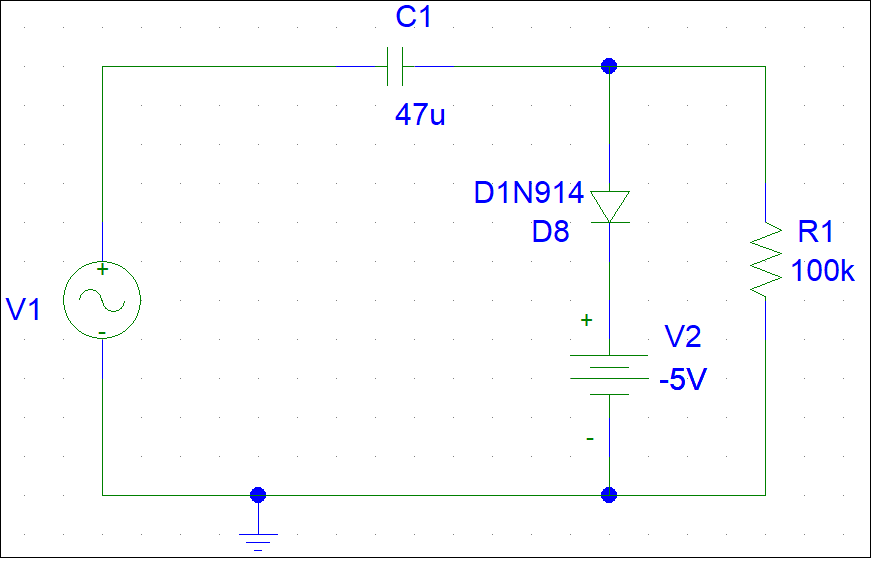 C1
47u
D1N914
D8
R1
100k
+
V1
-
+
V2
-5V
-